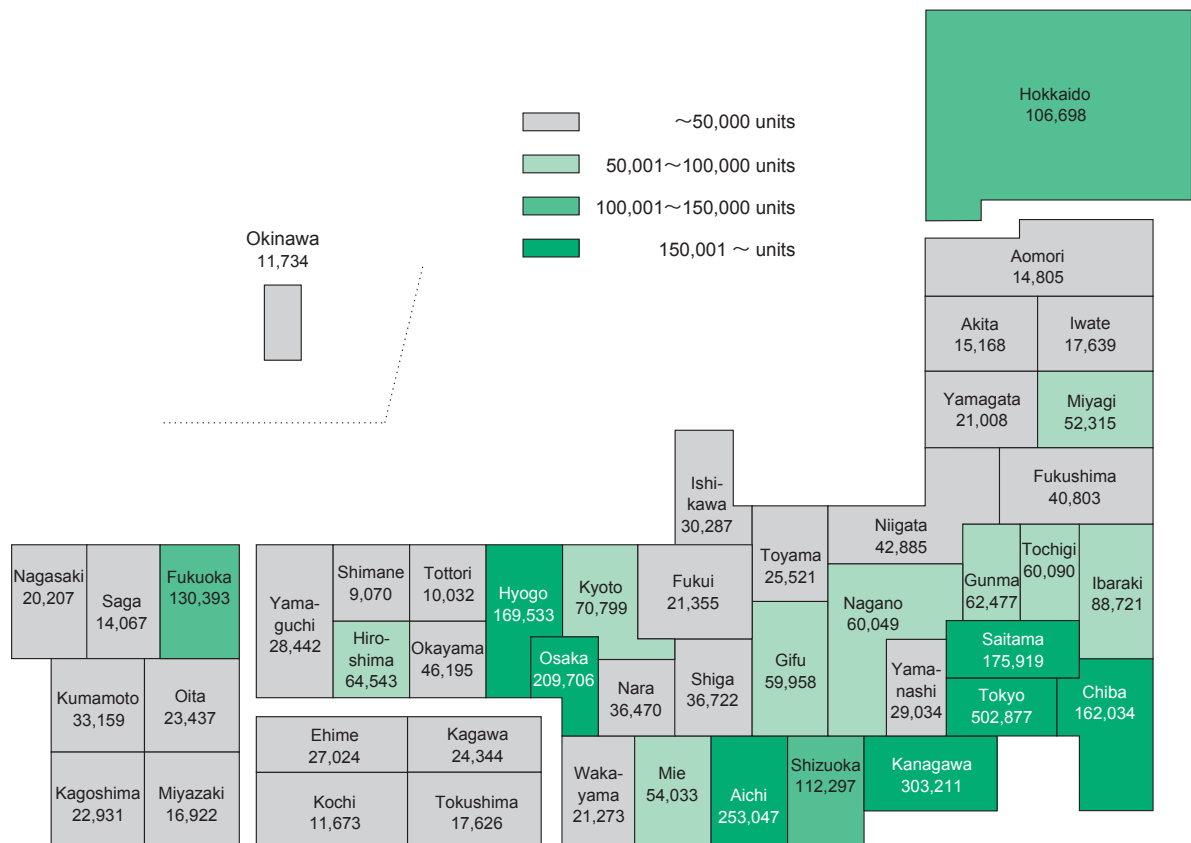 Hokkaido
106,698
～50,000 units
50,001～100,000 units
100,001～150,000 units
150,001 ～ units
Okinawa
11,734
Aomori
14,805
Akita
15,168
Iwate
17,639
Yamagata
21,008
Miyagi
52,315
Ishi-
kawa
30,287
Fukushima
40,803
Niigata
42,885
Toyama
25,521
Nagasaki
20,207
Saga
14,067
Fukuoka
130,393
Yama-
guchi
28,442
Shimane
9,070
Tottori
10,032
Hyogo
169,533
Kyoto
70,799
Fukui
21,355
Nagano
60,049
Gunma
62,477
Tochigi
60,090
Ibaraki
88,721
Hiro-
shima
64,543
Okayama
46,195
Osaka
209,706
Nara
36,470
Shiga
36,722
Gifu
59,958
Yama-
nashi
29,034
Saitama
175,919
Tokyo
502,877
Chiba
162,034
Kumamoto
33,159
Oita
23,437
Ehime
27,024
Kagawa
24,344
Kagoshima
22,931
Miyazaki
16,922
Kochi
11,673
Tokushima
17,626
Waka-
yama
21,273
Mie
54,033
Aichi
253,047
Shizuoka
112,297
Kanagawa
303,211